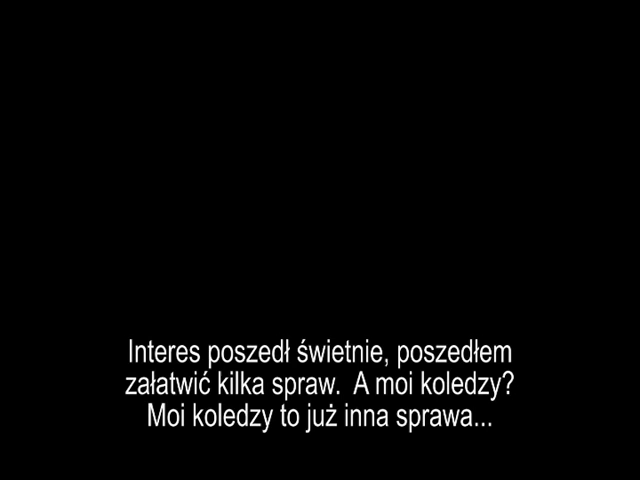 Interes poszedł świetnie, poszedłem
załatwić kilka spraw.  A moi koledzy?
Moi koledzy to już inna sprawa...